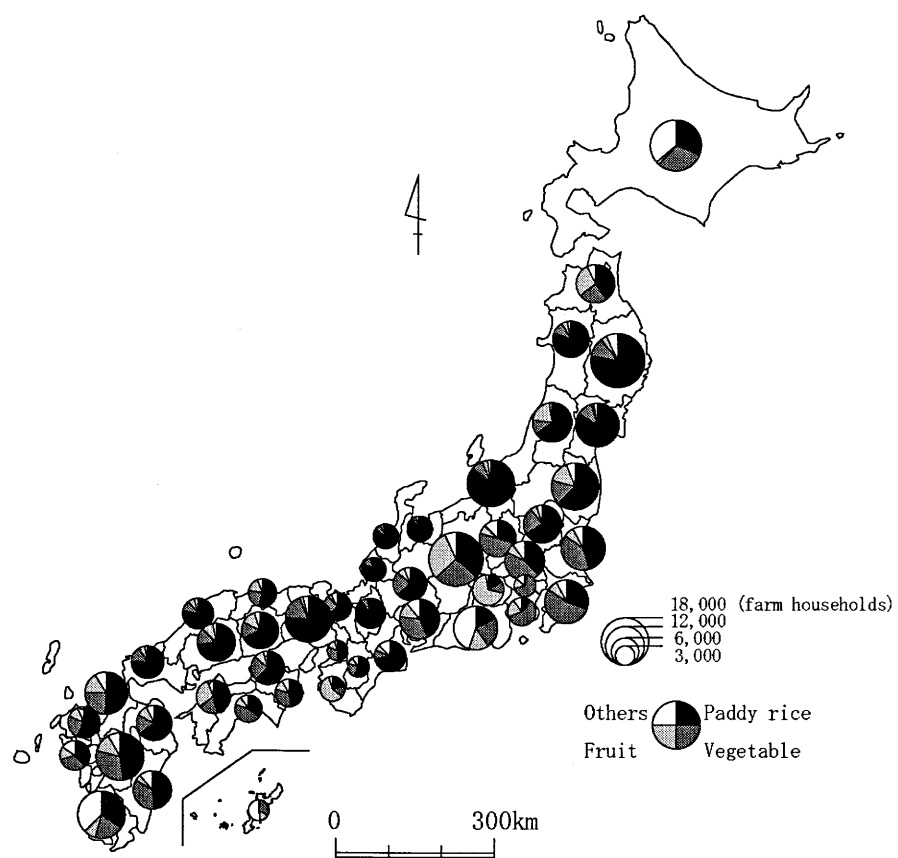 18,000 (farm households)
12,000
6,000
3,000
Others Paddy rice
Fruit Vegetable
0 300km